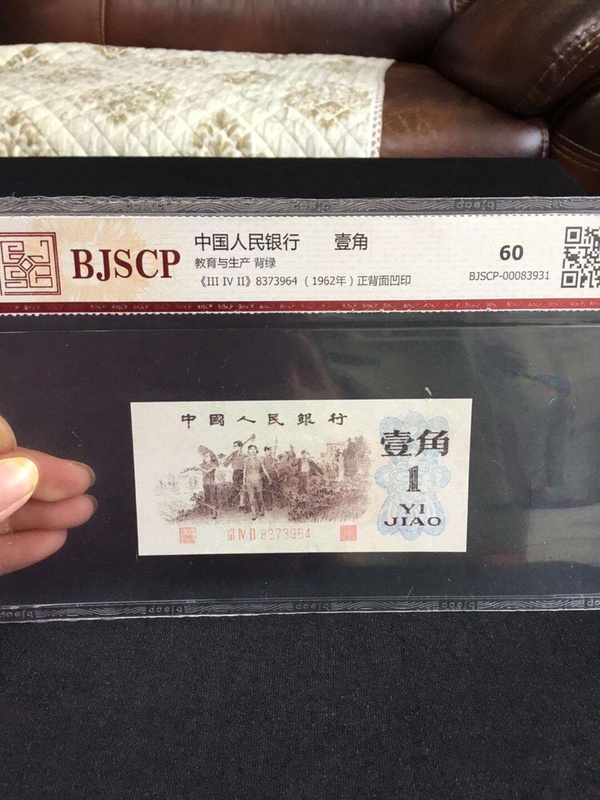 BJSCP
中国人民银行 壹角
教育与生产 背绿
《III IV II》8373964 (1962年) 正背面凹印
60
BJSCP-00083931
中國人民銀行
壹角
1
YI
JIAO
III IV II 8373964